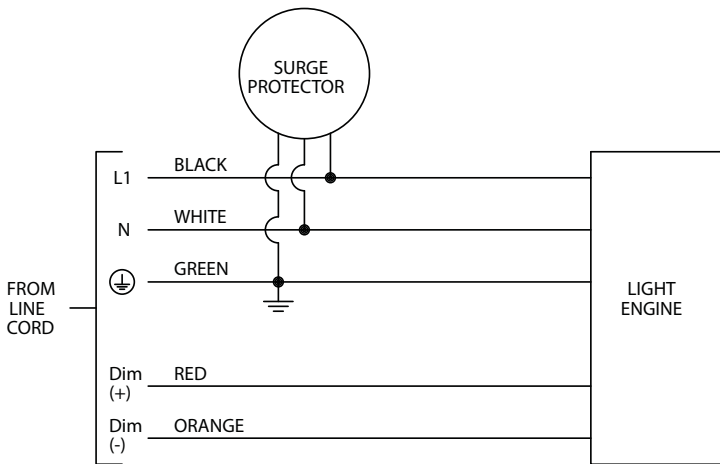 SURGE
PROTECTOR
L1
BLACK
N
WHITE
GREEN
FROM
LINE
CORD
LIGHT
ENGINE
Dim
(+)
RED
Dim
(-)
ORANGE